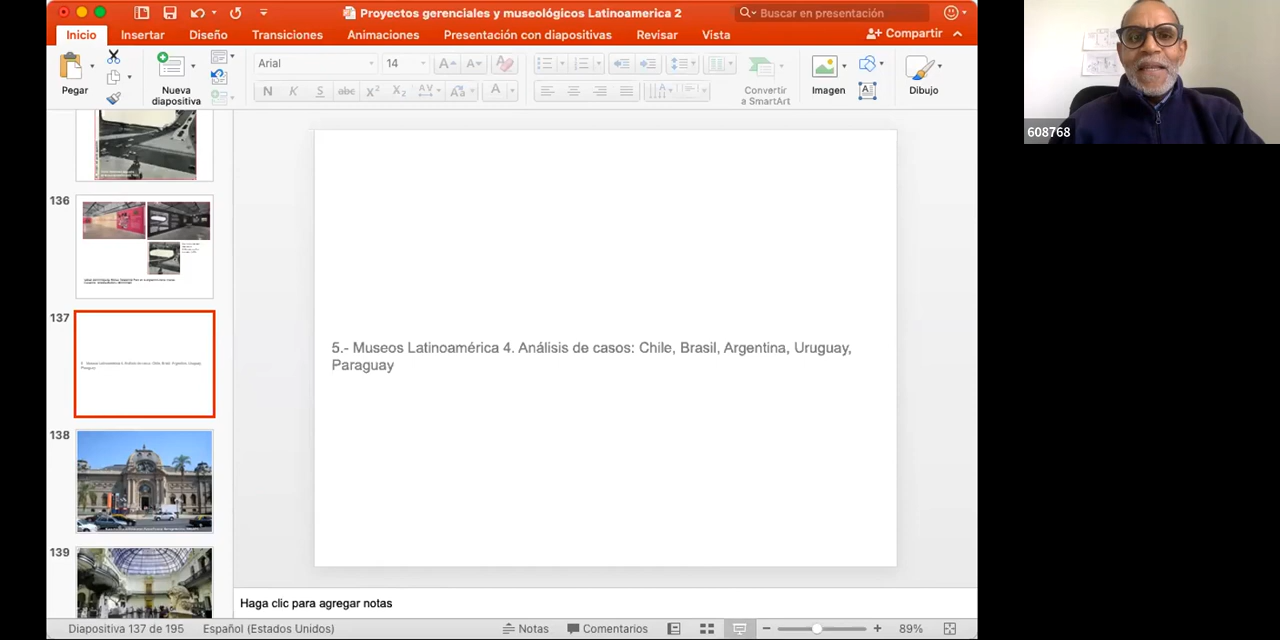 Proyectos gerenciales y museológicos Latinoamerica 2
Buscar en presentación
Inicio
Insertar
Diseño
Transiciones
Animaciones
Presentación con diapositivas
Revisar
Vista
Compartir
Pegar
Nueva
diapositiva
Arial
14
Convertir
a SmartArt
Imagen
Dibujo
608768
136
137
138
139
5.- Museos Latinoamérica 4. Análisis de casos: Chile, Brasil, Argentina, Uruguay,
Paraguay
Haga clic para agregar notas
Diapositiva 137 de 195
Español (Estados Unidos)
Notas
Comentarios
89%